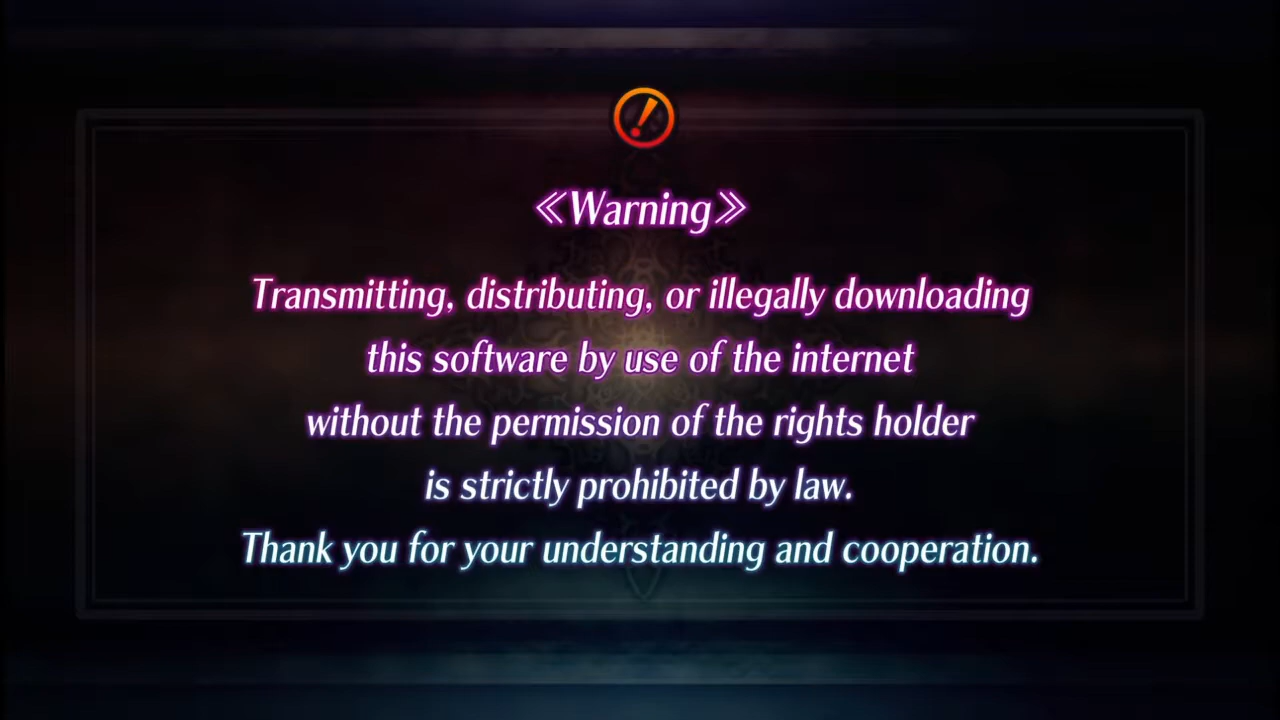 ≪Warning≫
Transmitting, distributing, or illegally downloading
this software by use of the internet
without the permission of the rights holder
is strictly prohibited by law.
Thank you for your understanding and cooperation.